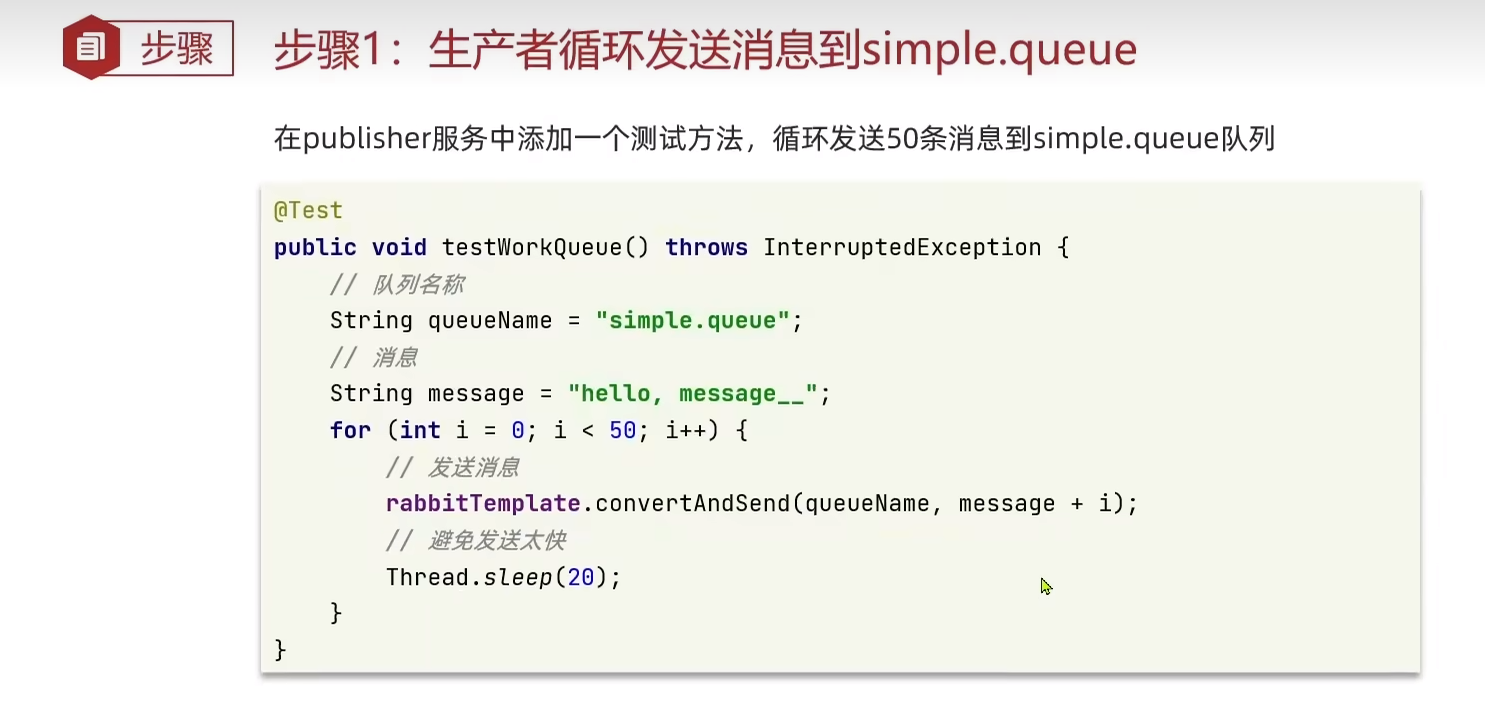 步骤
步骤1：生产者循环发送消息到simple.queue
在publisher服务中添加一个测试方法，循环发送50条消息到simple.queue队列
@Test
public void testWorkQueue() throws InterruptedException {
    // 队列名称
    String queueName = "simple.queue";
    // 消息
    String message = "hello, message__";
    for (int i = 0; i < 50; i++) {
        // 发送消息
        rabbitTemplate.convertAndSend(queueName, message + i);
        // 避免发送太快
        Thread.sleep(20);
    }
}